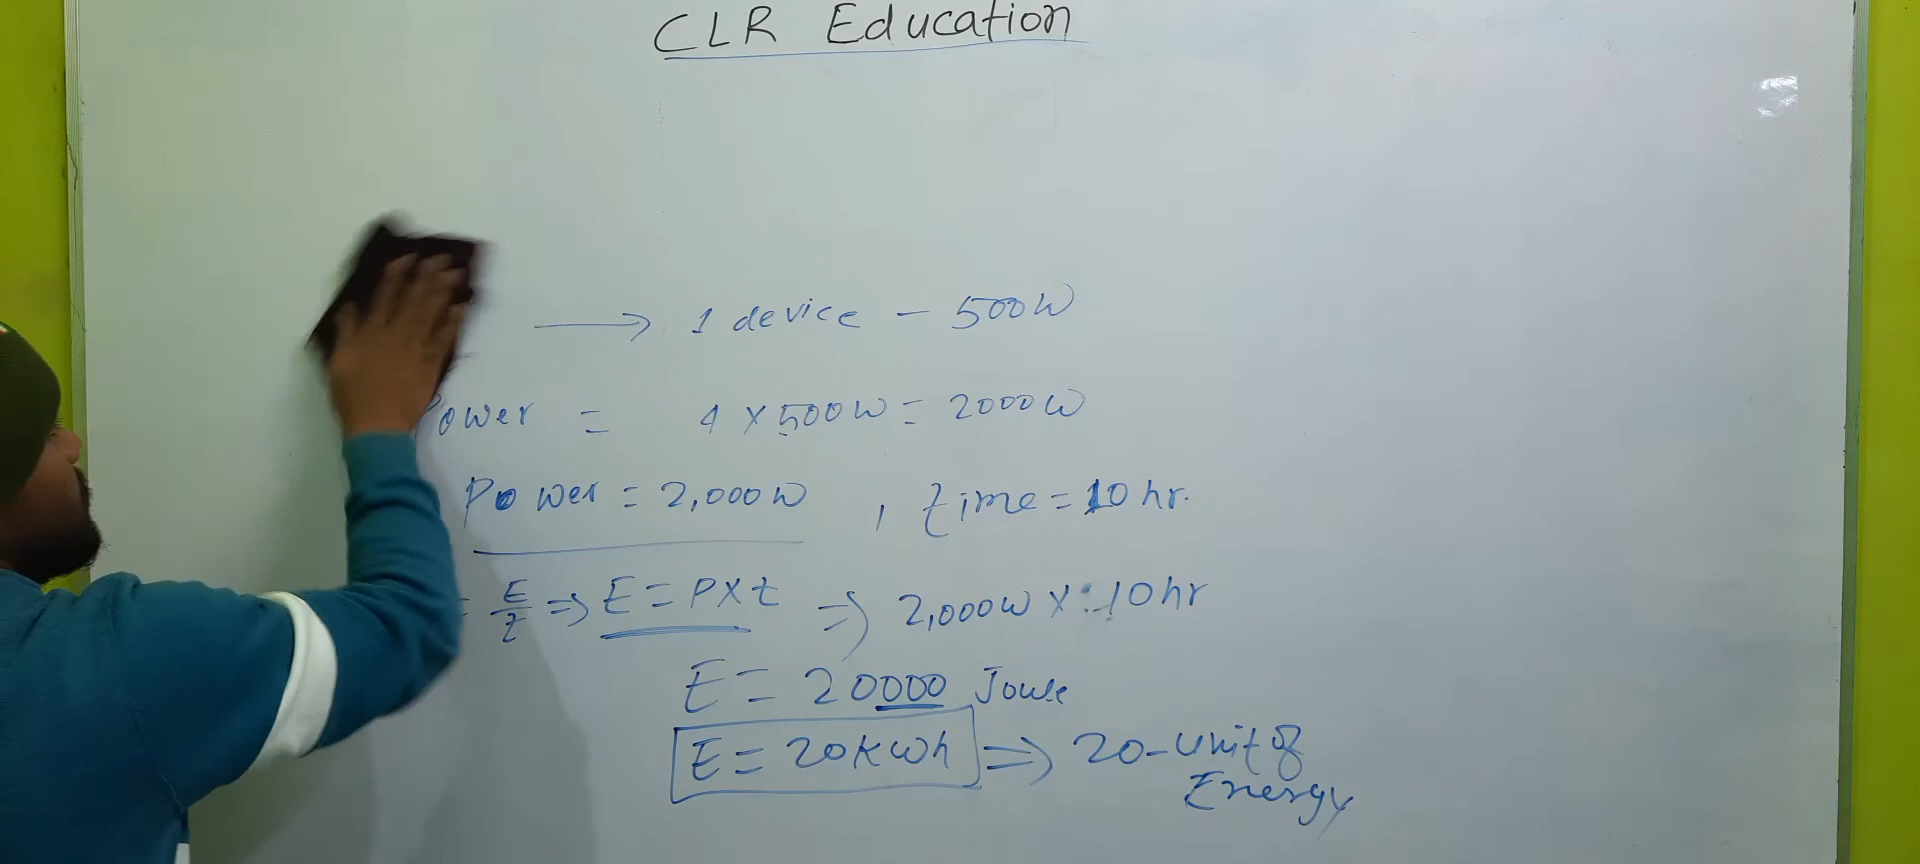 CLR Education
→ 1 device - 500W
Power = 4 x 500W = 2000W
Power = 2,000W , time = 10 hr.
= E/t ⇒ E = P x t ⇒ 2,000W x 10hr
E = 20000 Joule
E = 20kWh ⇒ 20-unit of
Energy